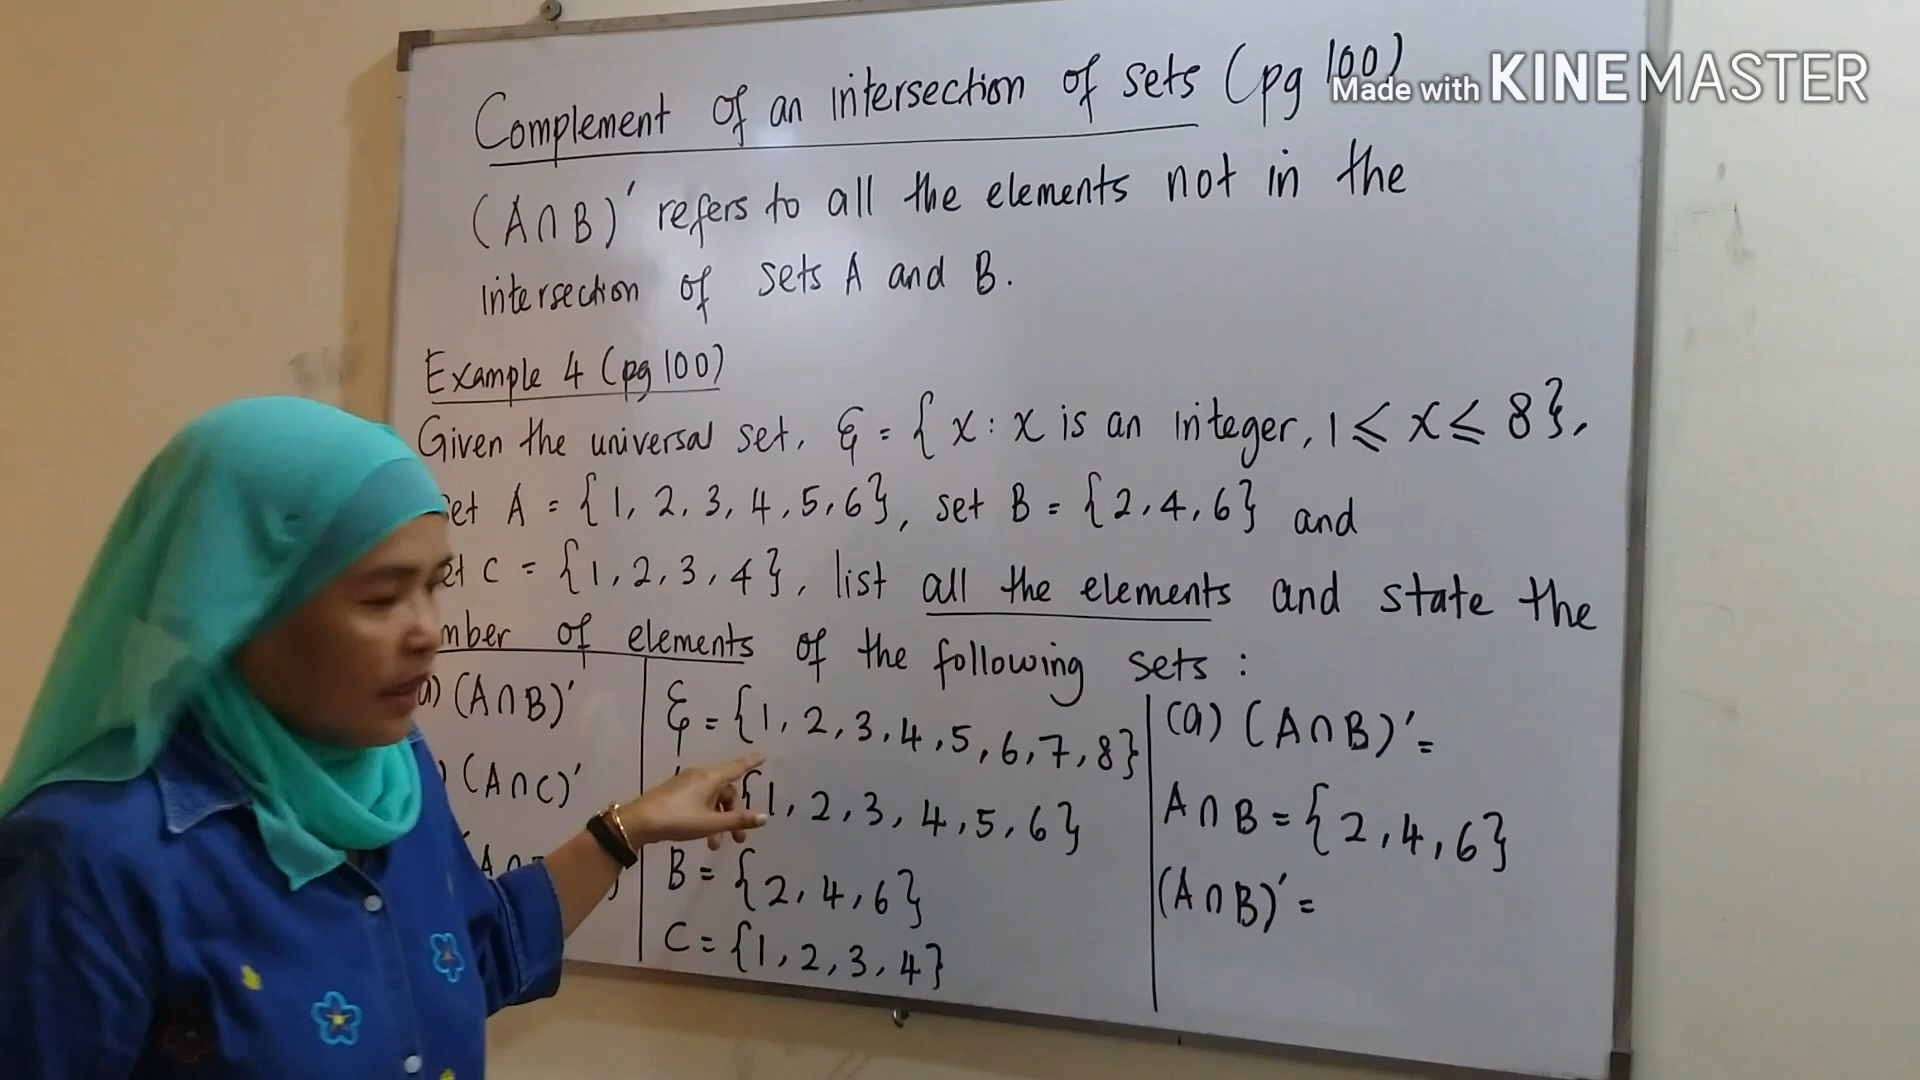 Complement of an intersection of sets (pg 100)
Made with KINEMASTER
(A∩B)′ refers to all the elements not in the
intersection of sets A and B.
Example 4 (pg 100)
Given the universal set, ξ = { x : x is an integer, 1 ⩽ x ⩽ 8},
A = {1, 2, 3, 4, 5, 6}, set B = {2, 4, 6} and
C = {1, 2, 3, 4}, list all the elements and state the
of elements of the following sets :
a) (A∩B)′
(A∩C)′
ξ = {1, 2, 3, 4, 5, 6, 7, 8}
{1, 2, 3, 4, 5, 6}
B = {2, 4, 6}
C = {1, 2, 3, 4}
(a) (A∩B)′ =
A∩B = {2, 4, 6}
(A∩B)′ =